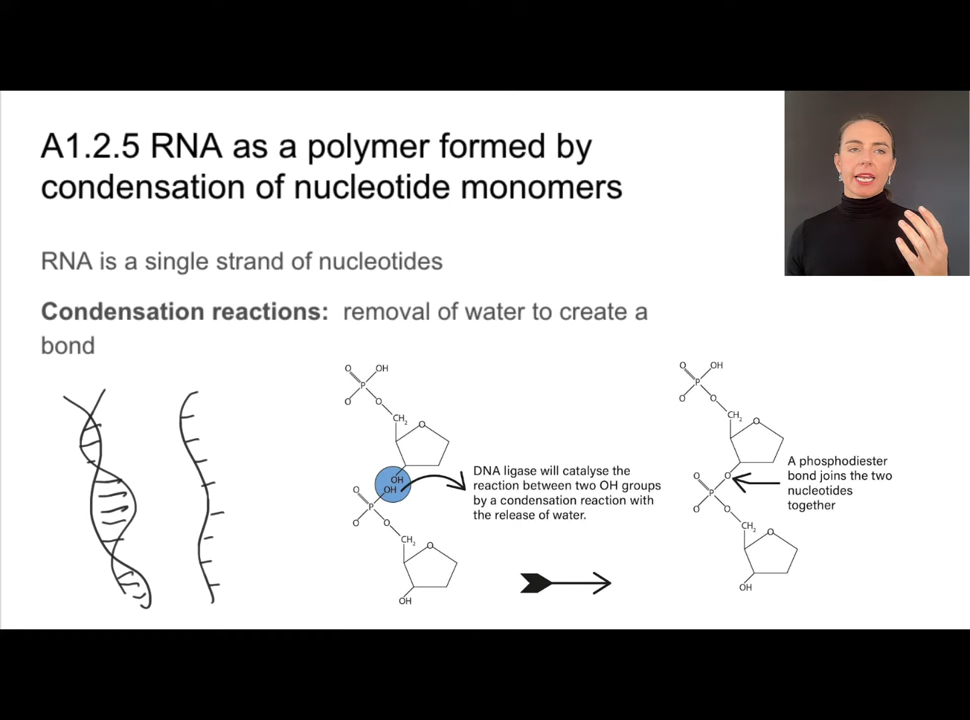 A1.2.5 RNA as a polymer formed by
condensation of nucleotide monomers
RNA is a single strand of nucleotides
Condensation reactions: removal of water to create a
bond
O
OH
P
O
O
CH2
O
OH
OH
O
P
O
O
CH2
O
OH
DNA ligase will catalyse the
reaction between two OH groups
by a condensation reaction with
the release of water.
O
OH
P
O
O
CH2
O
O
O
P
O
O
CH2
O
OH
A phosphodiester
bond joins the two
nucleotides
together